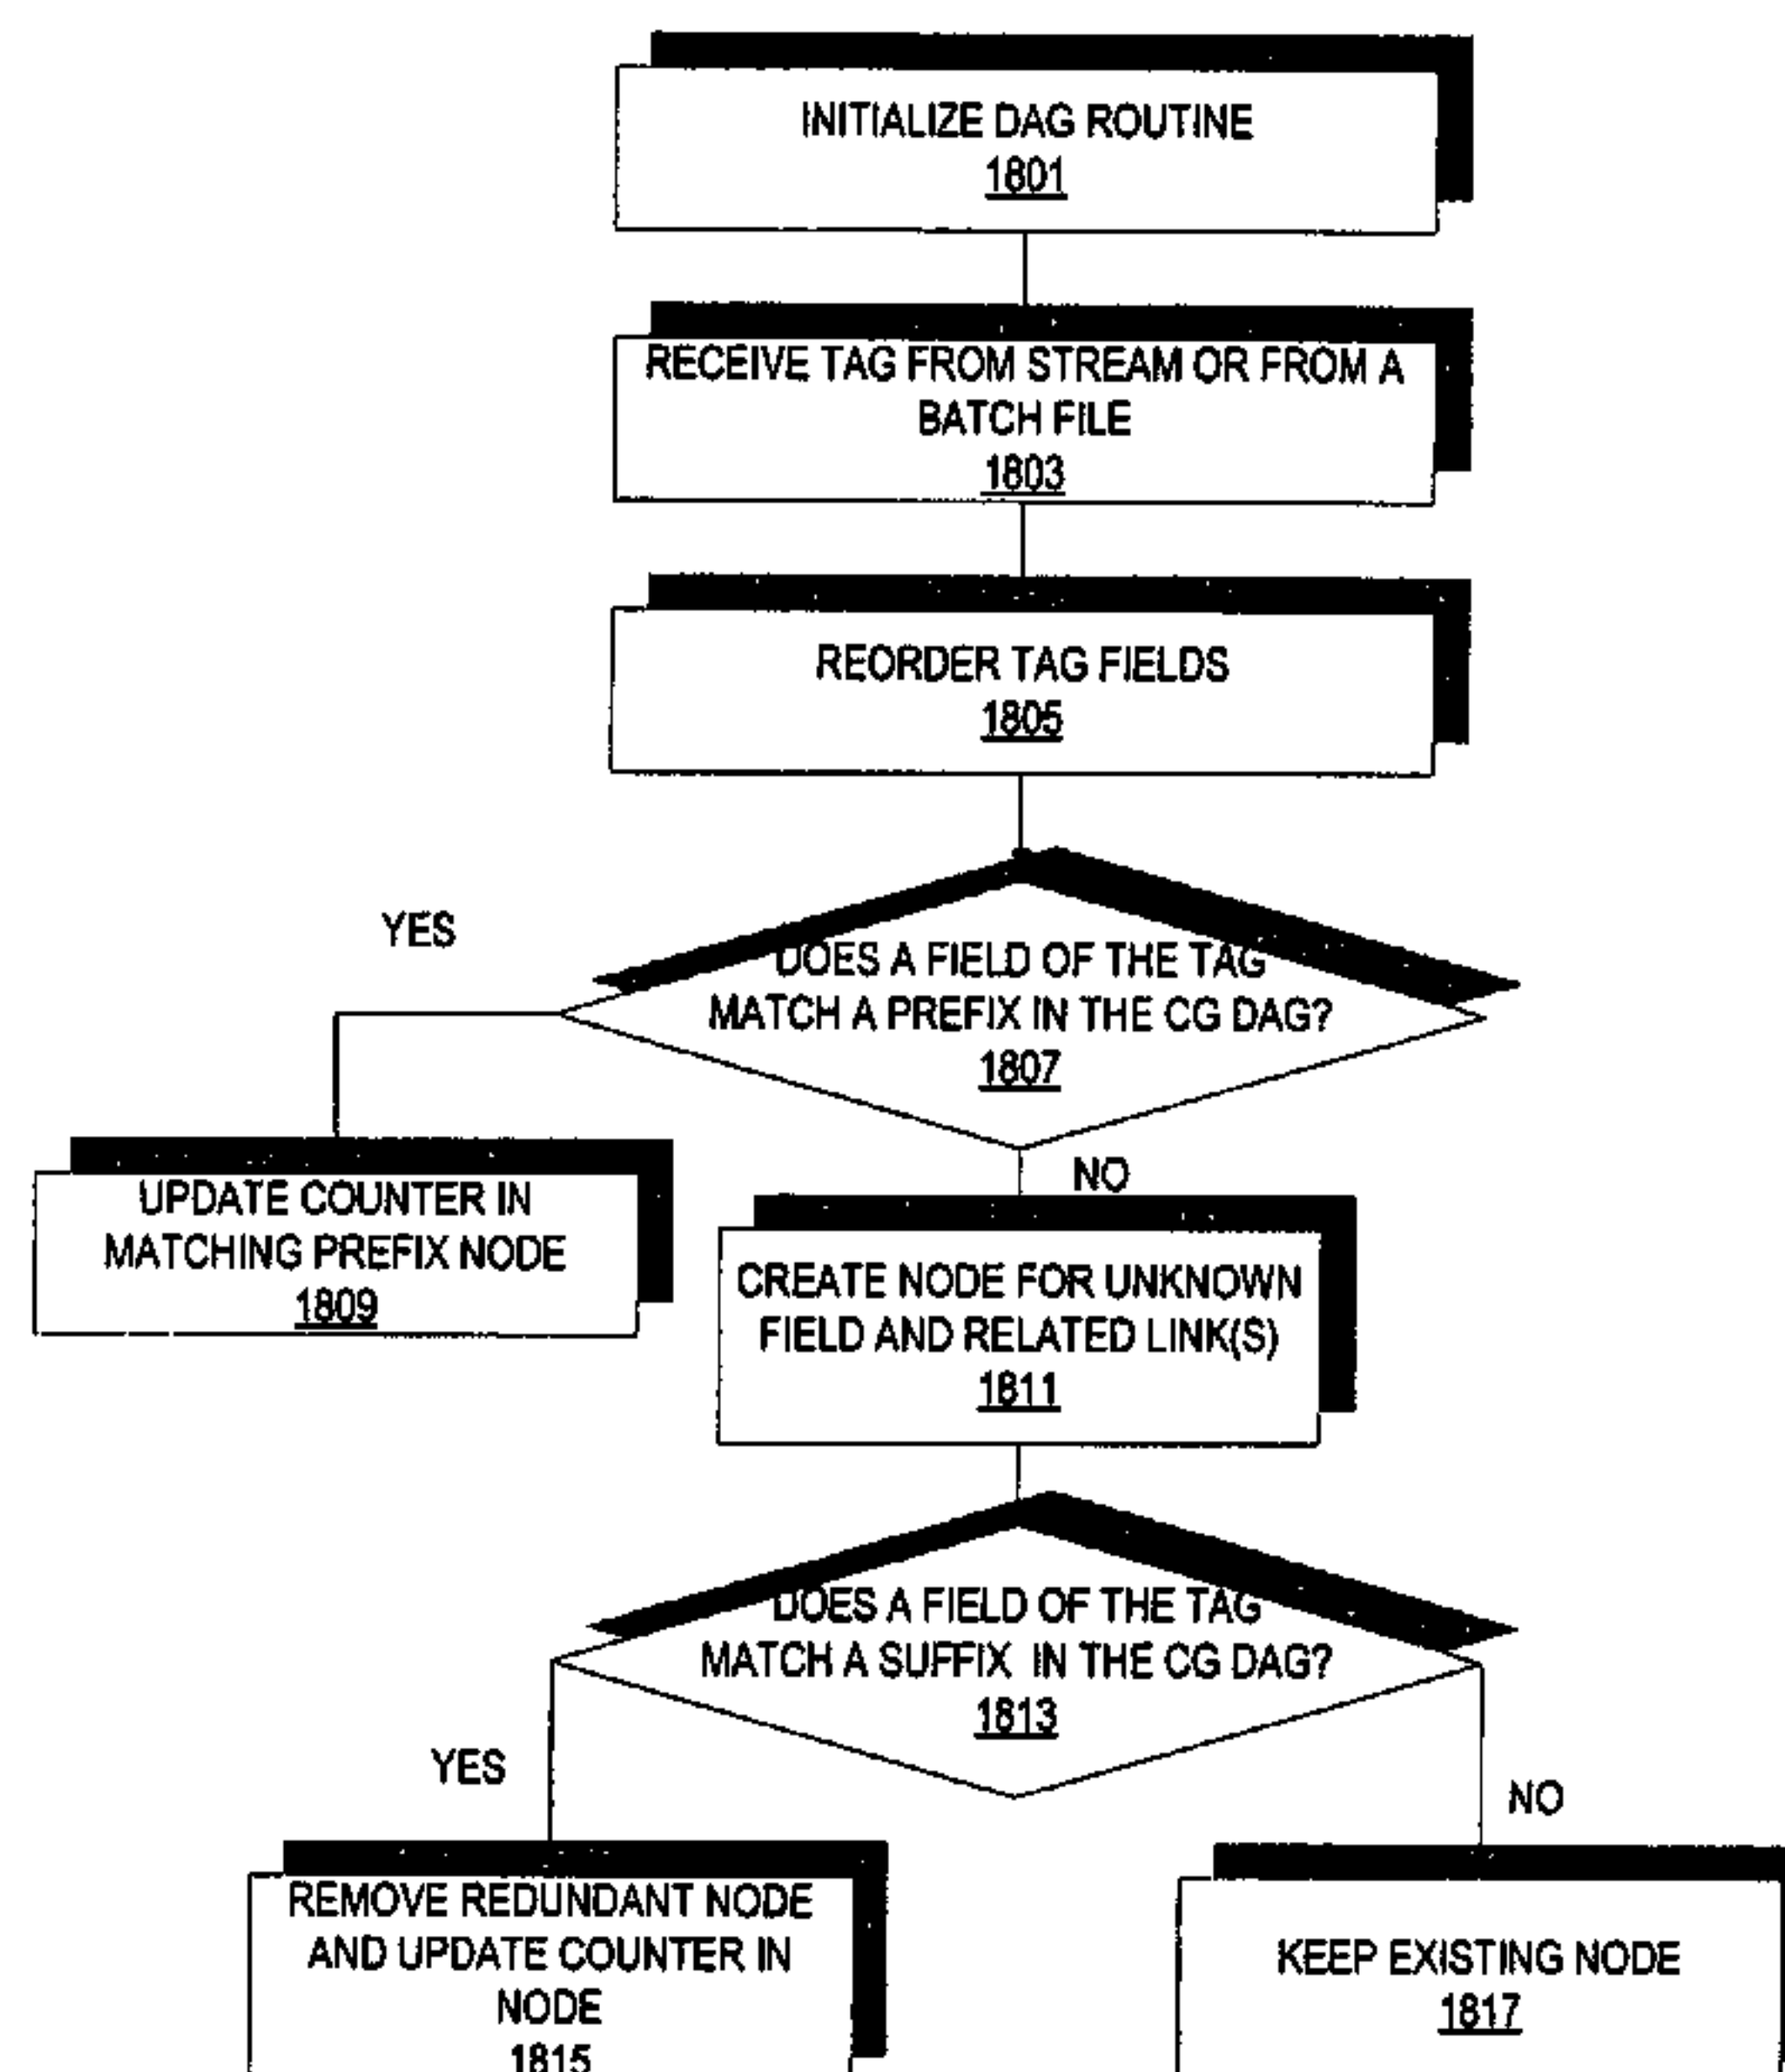 INITIALIZE DAG ROUTINE
1801
RECEIVE TAG FROM STREAM OR FROM A
BATCH FILE
1803
REORDER TAG FIELDS
1805
YES
DOES A FIELD OF THE TAG
MATCH A PREFIX IN THE CG DAG?
1807
UPDATE COUNTER IN
MATCHING PREFIX NODE
1809
NO
CREATE NODE FOR UNKNOWN
FIELD AND RELATED LINK(S)
1811
DOES A FIELD OF THE TAG
MATCH A SUFFIX IN THE CG DAG?
1813
YES
NO
REMOVE REDUNDANT NODE
AND UPDATE COUNTER IN
NODE
1815
KEEP EXISTING NODE
1817